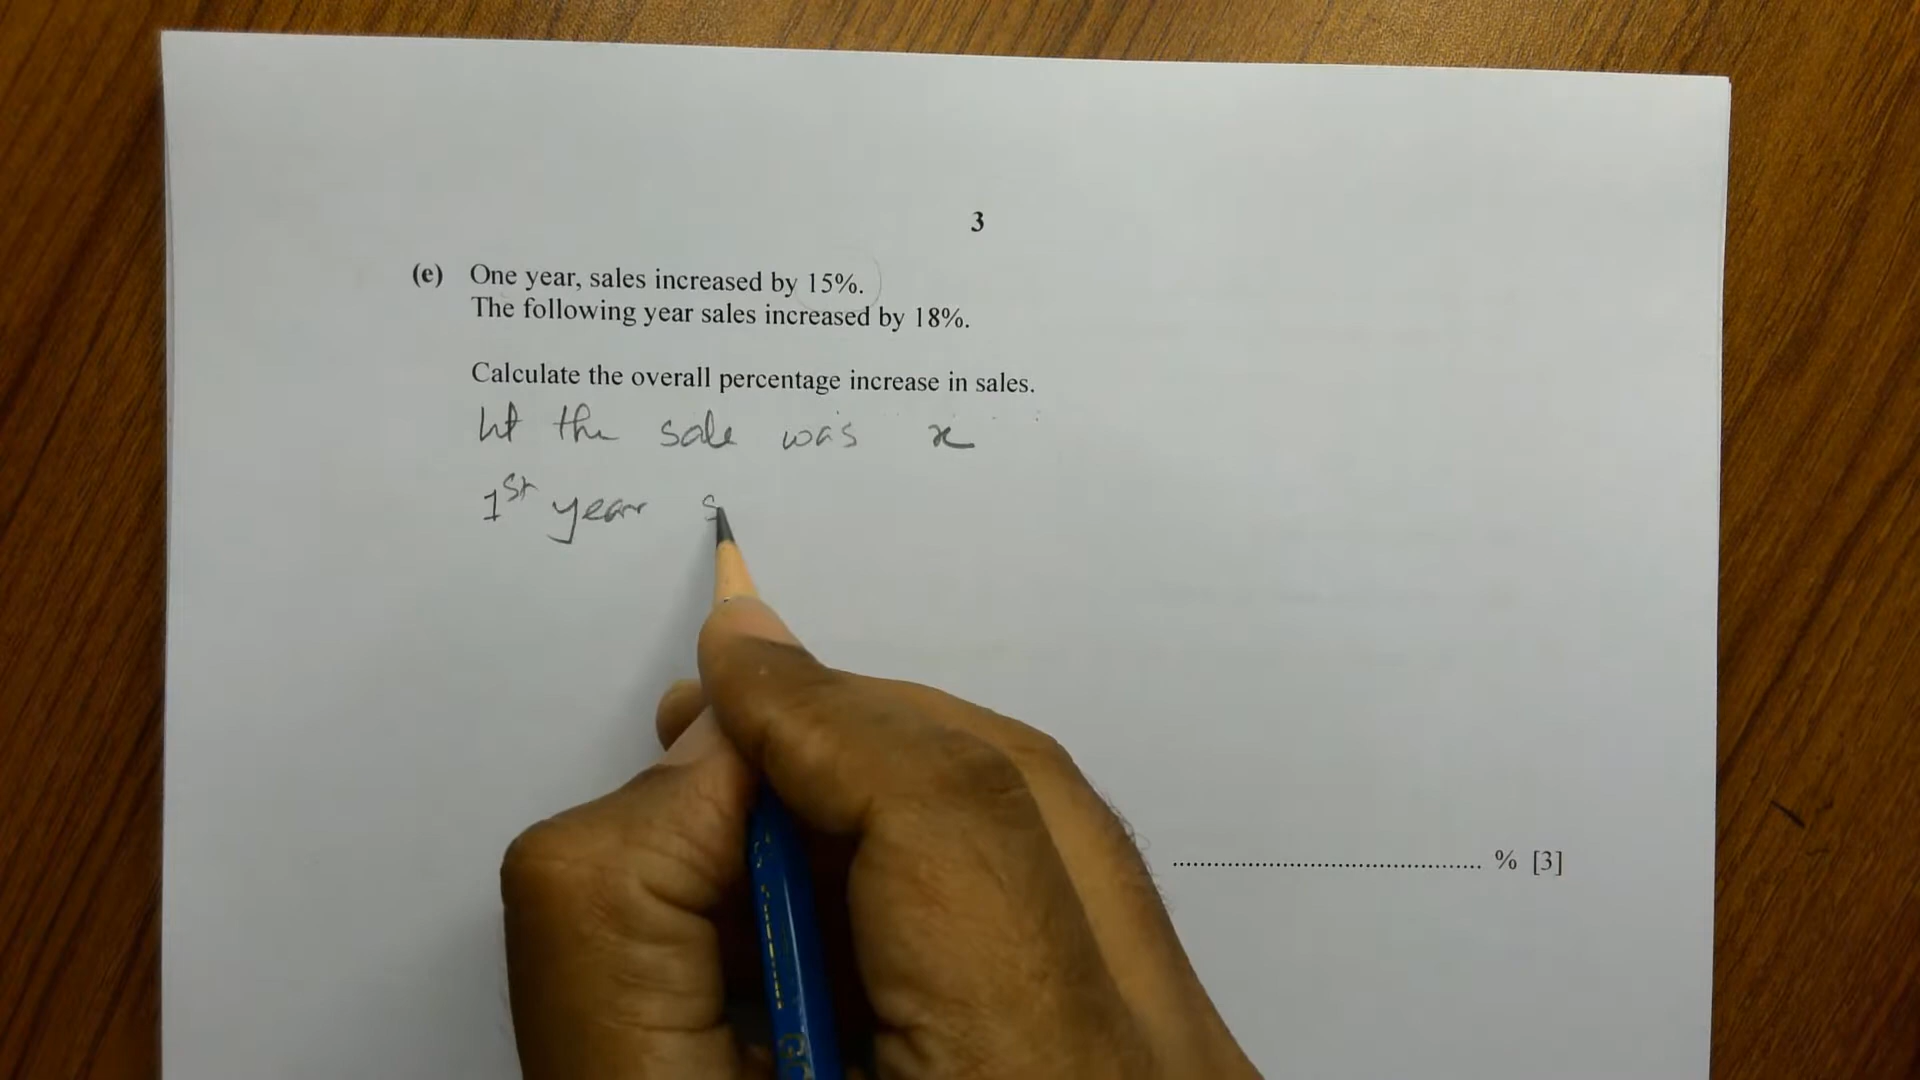 3
(e) One year, sales increased by 15%.
The following year sales increased by 18%.
Calculate the overall percentage increase in sales.
let the sale was x
1st year s
% [3]